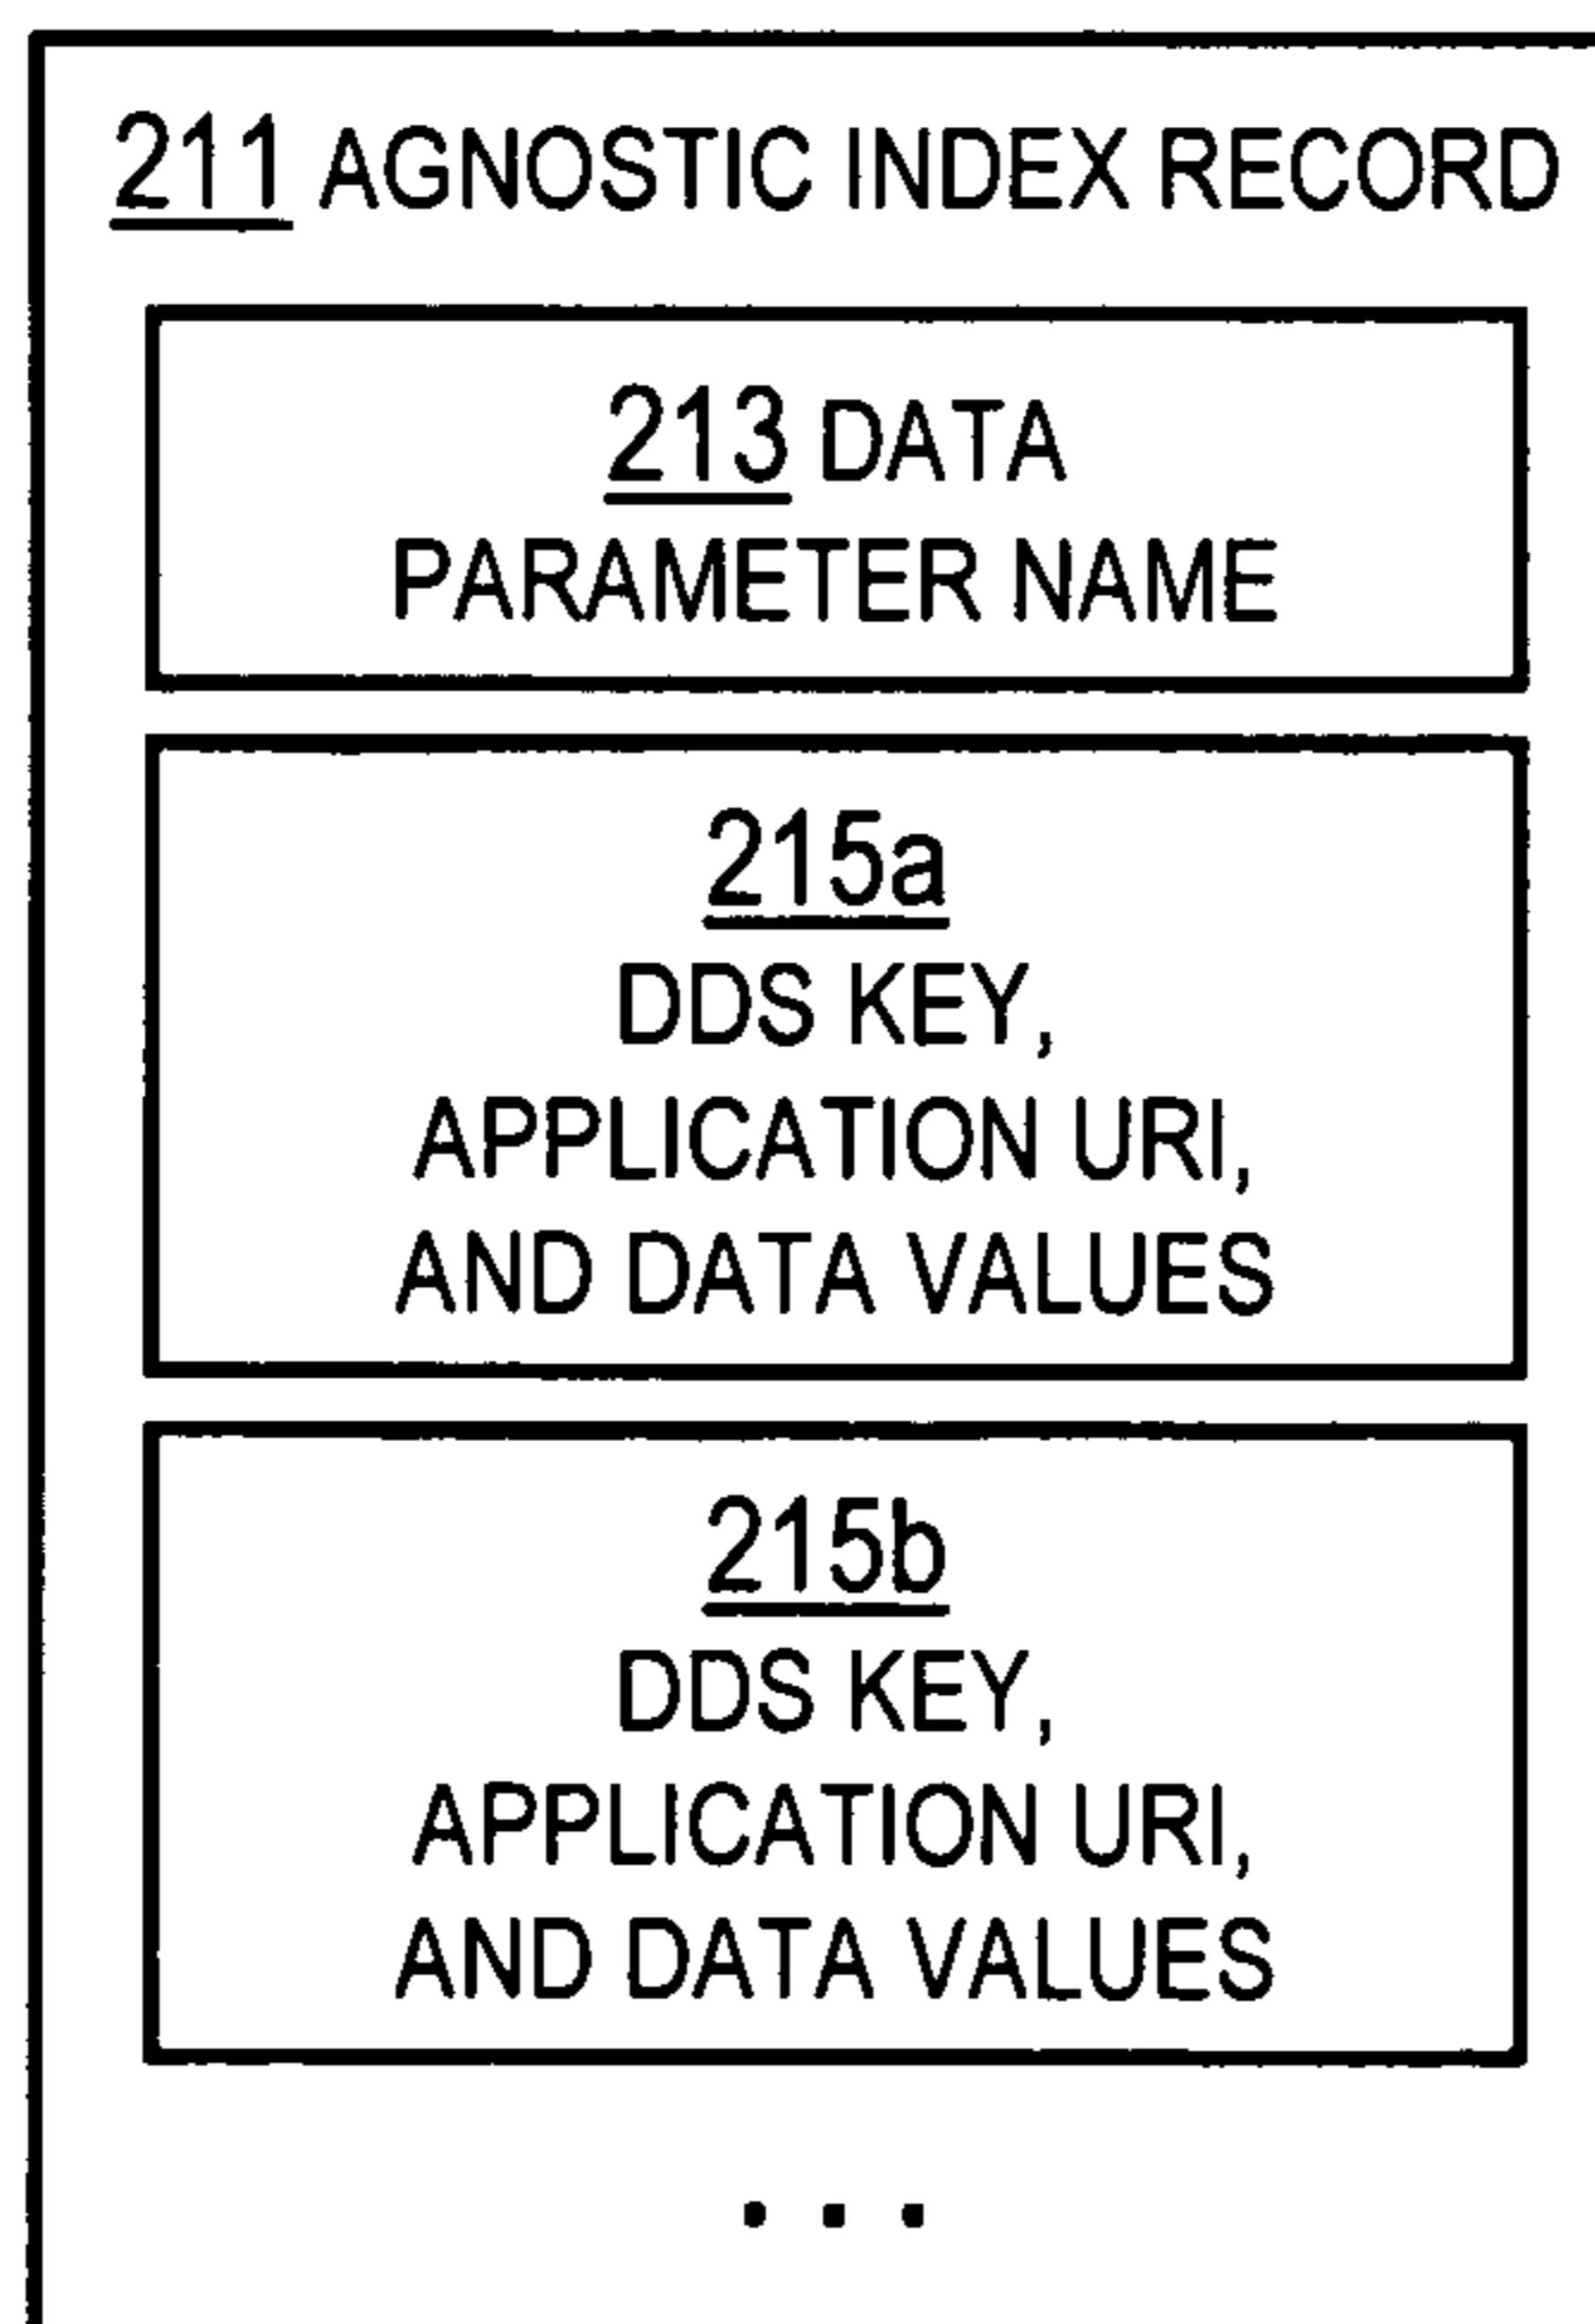 211 AGNOSTIC INDEX RECORD
213 DATA
PARAMETER NAME
215a
DDS KEY,
APPLICATION URI,
AND DATA VALUES
215b
DDS KEY,
APPLICATION URI,
AND DATA VALUES
...